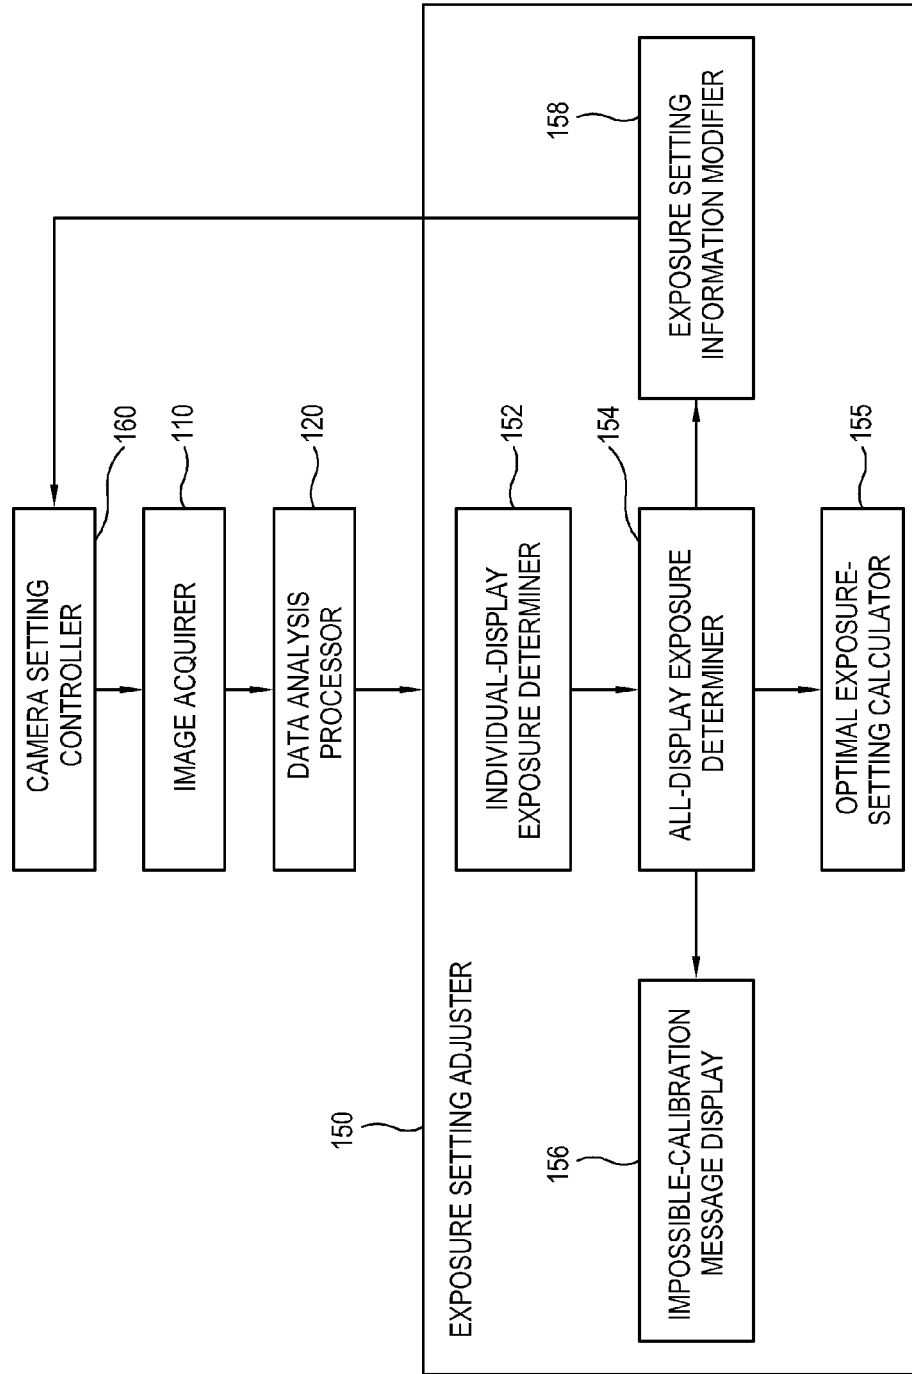 CAMERA SETTING
CONTROLLER
160
IMAGE ACQUIRER
110
DATA ANALYSIS
PROCESSOR
120
150
EXPOSURE SETTING ADJUSTER
INDIVIDUAL-DISPLAY
EXPOSURE DETERMINER
152
156
IMPOSSIBLE-CALIBRATION
MESSAGE DISPLAY
ALL-DISPLAY EXPOSURE
DETERMINER
154
158
EXPOSURE SETTING
INFORMATION MODIFIER
OPTIMAL EXPOSURE-
SETTING CALCULATOR
155